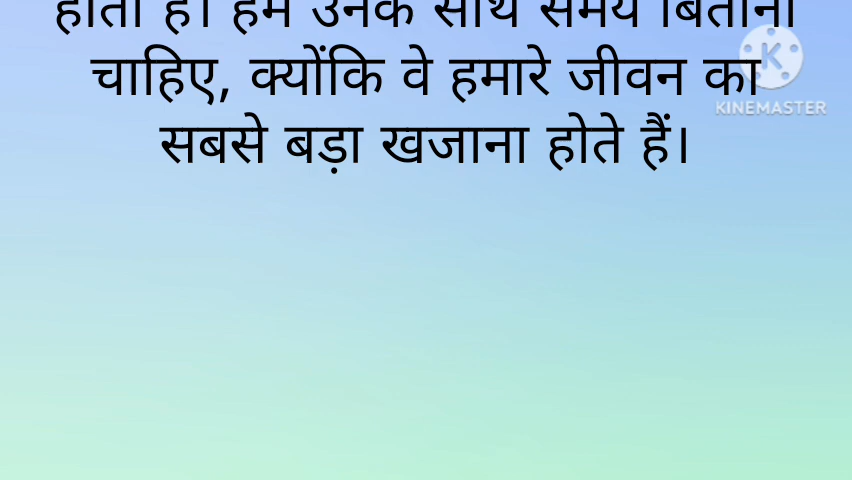 है। हमें उनके साथ समय बिताना
चाहिए, क्योंकि वे हमारे जीवन का
सबसे बड़ा खजाना होते हैं।
KINEMASTER